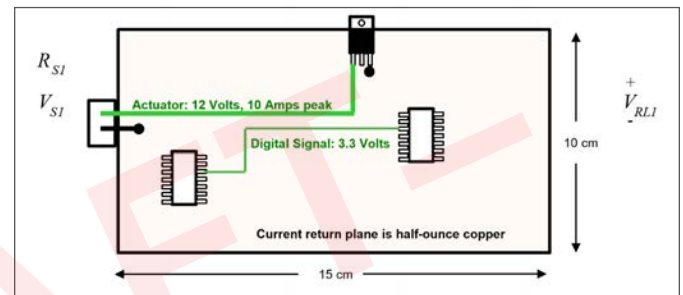 R_S1
V_S1
Actuator: 12 Volts, 10 Amps peak
Digital Signal: 3.3 Volts
+
V_RL1
-
10 cm
Current return plane is half-ounce copper
15 cm